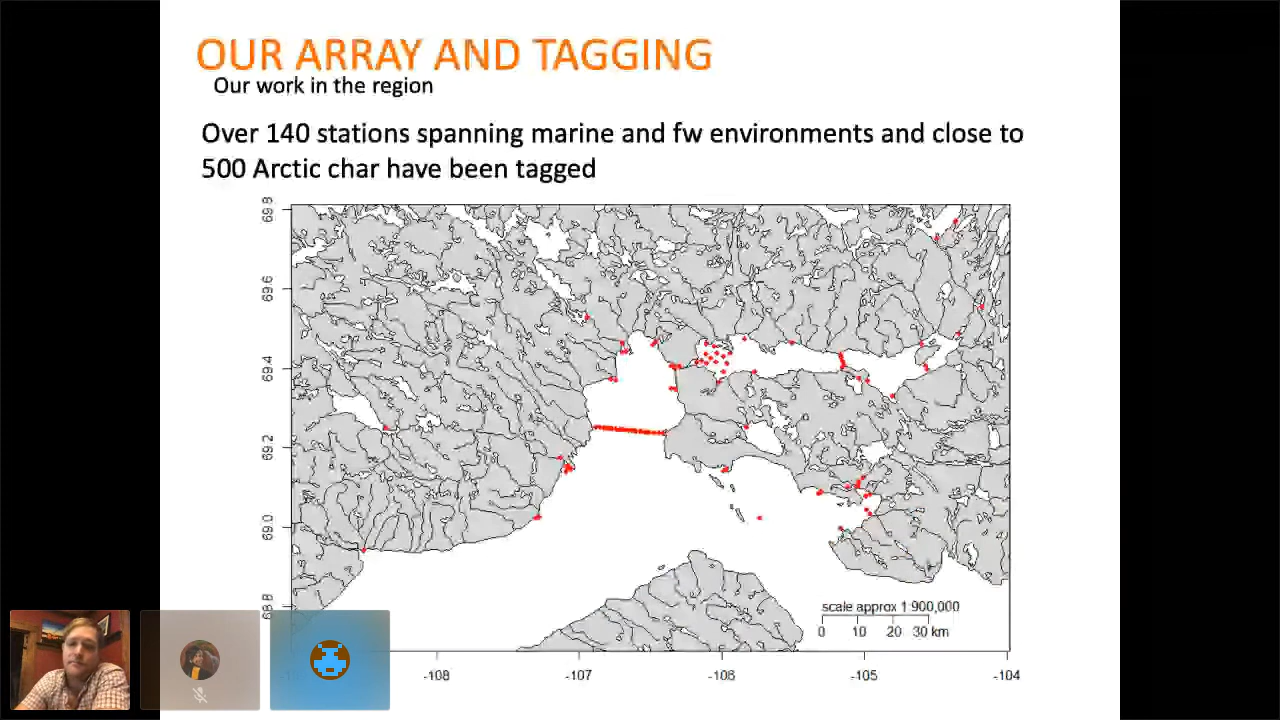 OUR ARRAY AND TAGGING
Our work in the region
Over 140 stations spanning marine and fw environments and close to
500 Arctic char have been tagged
69.8
69.6
69.4
69.2
69.0
68.8
scale approx 1:900,000
0 10 20 30 km
-108 -107 -106 -105 -104